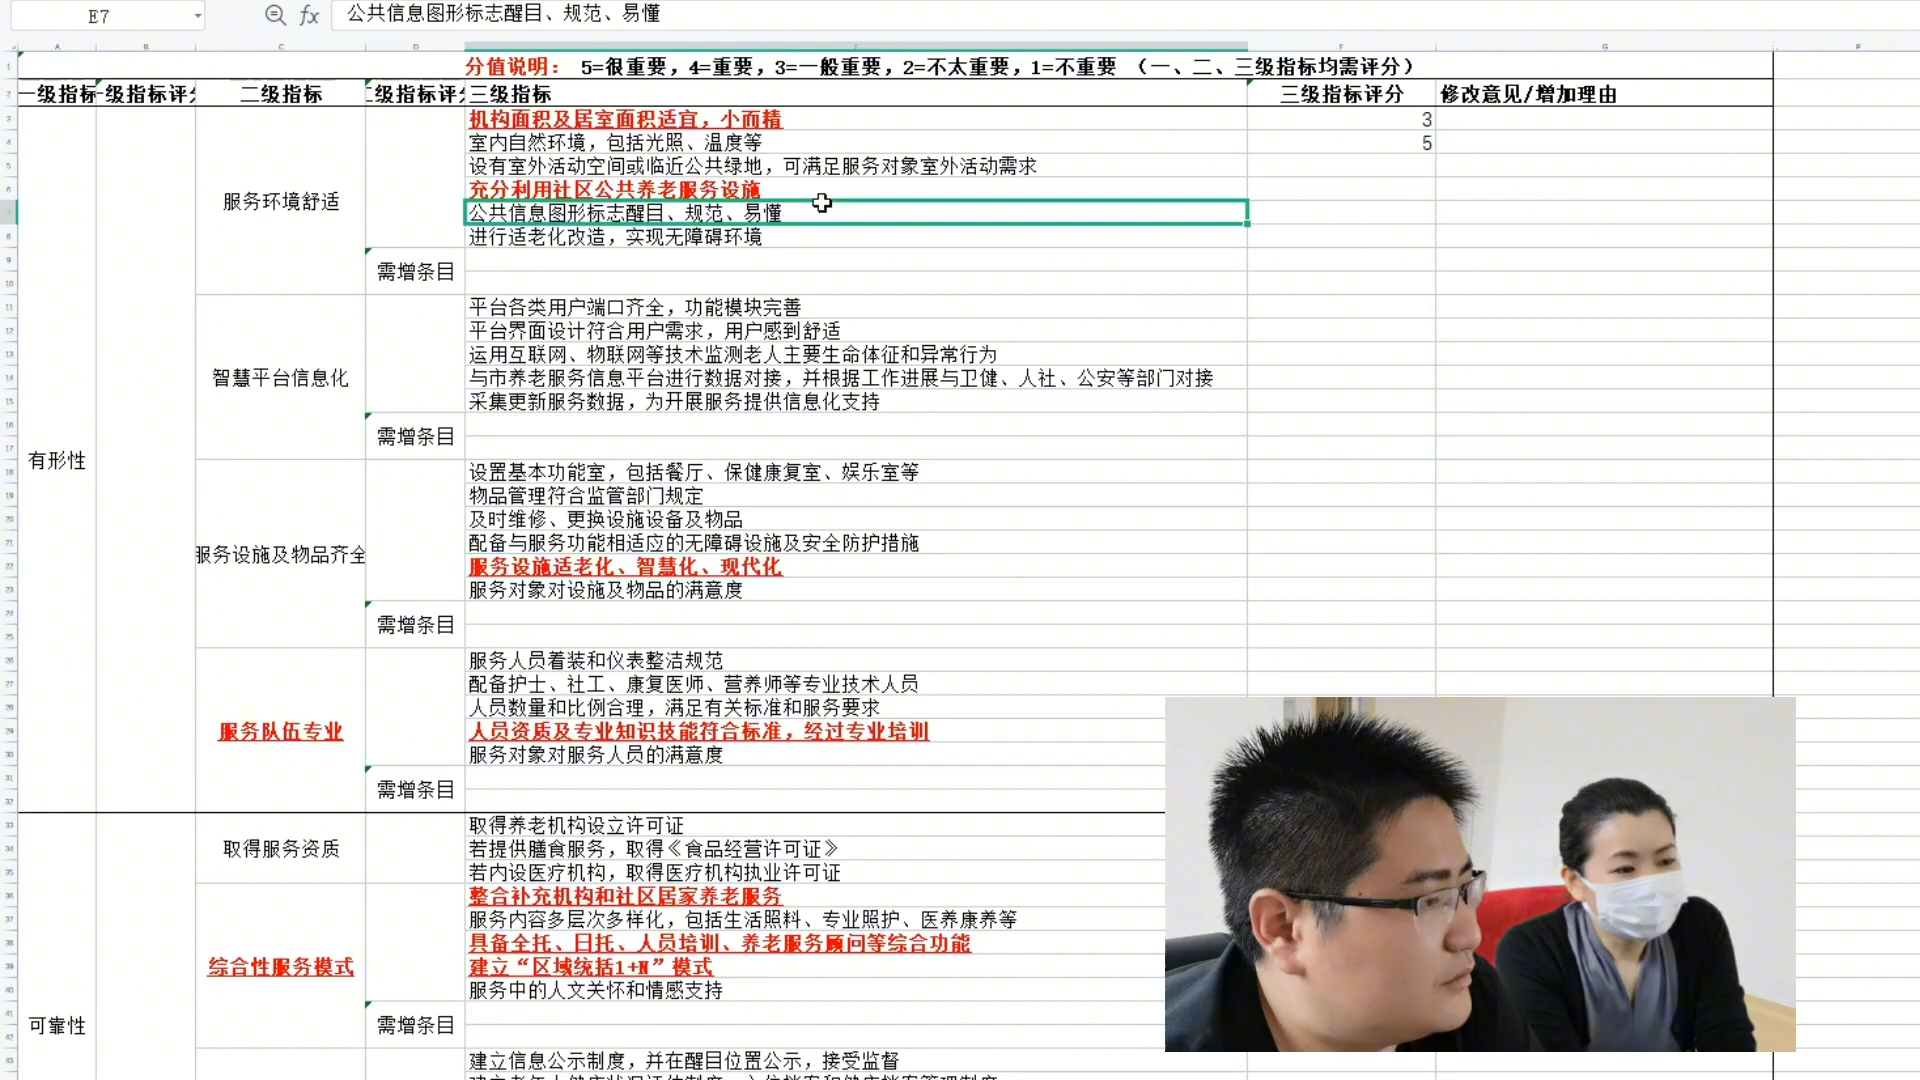 E7
fx
公共信息图形标志醒目、规范、易懂
分值说明： 5=很重要，4=重要，3=一般重要，2=不太重要，1=不重要 （一、二、三级指标均需评分）
一级指标 一级指标评分 二级指标 二级指标评分 三级指标 三级指标评分 修改意见/增加理由
机构面积及居室面积适宜，小而精 3
室内自然环境，包括光照、温度等 5
设有室外活动空间或临近公共绿地，可满足服务对象室外活动需求
充分利用社区公共养老服务设施
服务环境舒适
公共信息图形标志醒目、规范、易懂
进行适老化改造，实现无障碍环境
需增条目
平台各类用户端口齐全，功能模块完善
平台界面设计符合用户需求，用户感到舒适
运用互联网、物联网等技术监测老人主要生命体征和异常行为
智慧平台信息化
与市养老服务信息平台进行数据对接，并根据工作进展与卫健、人社、公安等部门对接
采集更新服务数据，为开展服务提供信息化支持
需增条目
有形性
设置基本功能室，包括餐厅、保健康复室、娱乐室等
物品管理符合监管部门规定
及时维修、更换设施设备及物品
配备与服务功能相适应的无障碍设施及安全防护措施
服务设施及物品齐全
服务设施适老化、智慧化、现代化
服务对象对设施及物品的满意度
需增条目
服务人员着装和仪表整洁规范
配备护士、社工、康复医师、营养师等专业技术人员
人员数量和比例合理，满足有关标准和服务要求
服务队伍专业
人员资质及专业知识技能符合标准，经过专业培训
服务对象对服务人员的满意度
需增条目
取得养老机构设立许可证
取得服务资质
若提供膳食服务，取得《食品经营许可证》
若内设医疗机构，取得医疗机构执业许可证
整合补充机构和社区居家养老服务
服务内容多层次多样化，包括生活照料、专业照护、医养康养等
具备全托、日托、人员培训、养老服务顾问等综合功能
综合性服务模式
建立“区域统括1+N”模式
服务中的人文关怀和情感支持
可靠性
需增条目
建立信息公示制度，并在醒目位置公示，接受监督